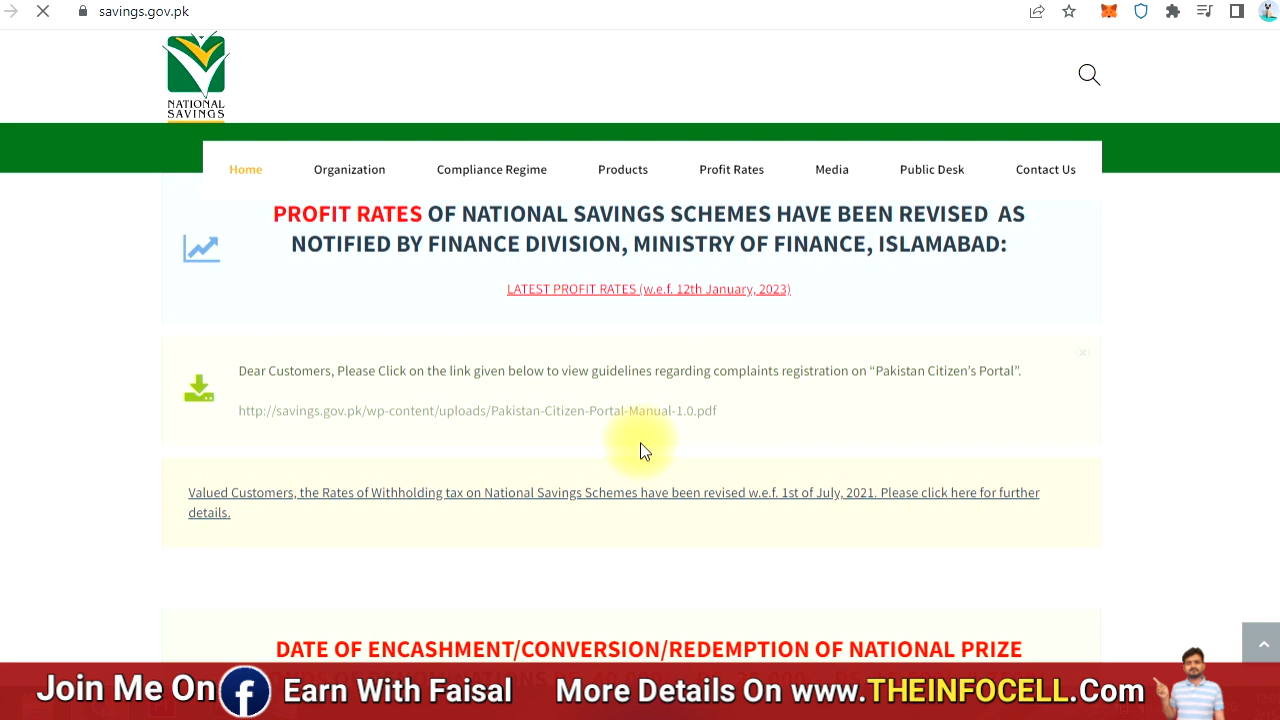 savings.gov.pk
NATIONAL
SAVINGS
Home Organization Compliance Regime Products Profit Rates Media Public Desk Contact Us
PROFIT RATES OF NATIONAL SAVINGS SCHEMES HAVE BEEN REVISED AS
NOTIFIED BY FINANCE DIVISION, MINISTRY OF FINANCE, ISLAMABAD:
LATEST PROFIT RATES (w.e.f. 12th January, 2023)
Dear Customers, Please Click on the link given below to view guidelines regarding complaints registration on “Pakistan Citizen’s Portal”.
http://savings.gov.pk/wp-content/uploads/Pakistan-Citizen-Portal-Manual-1.0.pdf
Valued Customers, the Rates of Withholding tax on National Savings Schemes have been revised w.e.f. 1st of July, 2021. Please click here for further
details.
DATE OF ENCASHMENT/CONVERSION/REDEMPTION OF NATIONAL PRIZE
Join Me On f Earn With Faisal More Details On www.THEINFOCELL.Com